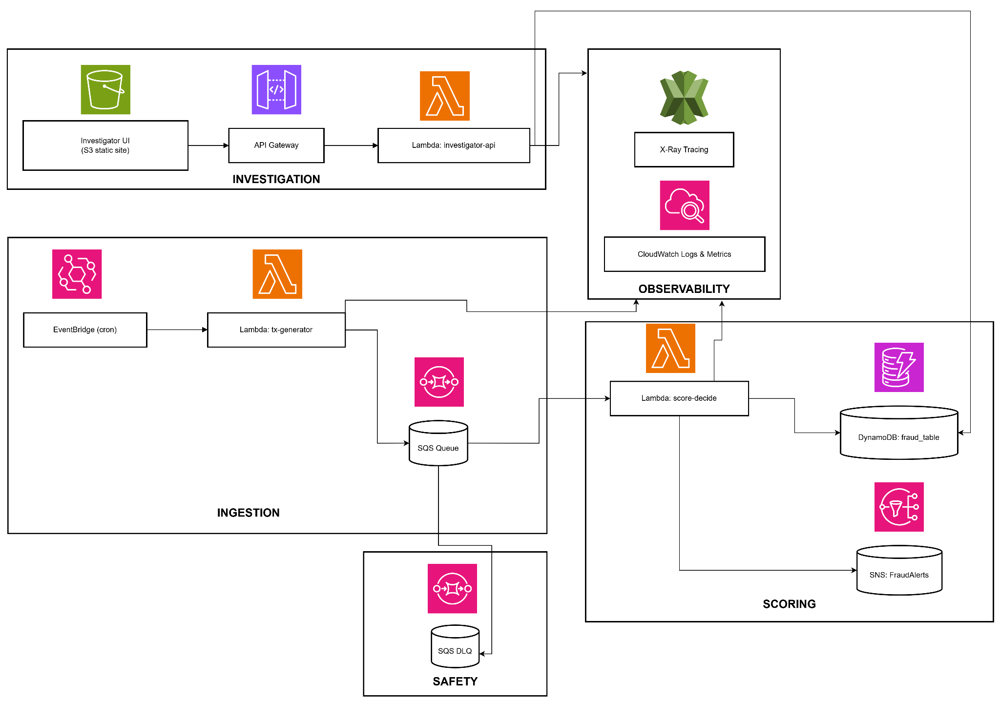 Investigator UI
(S3 static site)
API Gateway
Lambda: investigator-api
INVESTIGATION
X-Ray Tracing
CloudWatch Logs & Metrics
OBSERVABILITY
EventBridge (cron)
Lambda: tx-generator
SQS Queue
INGESTION
Lambda: score-decide
DynamoDB: fraud_table
SNS: FraudAlerts
SCORING
SQS DLQ
SAFETY